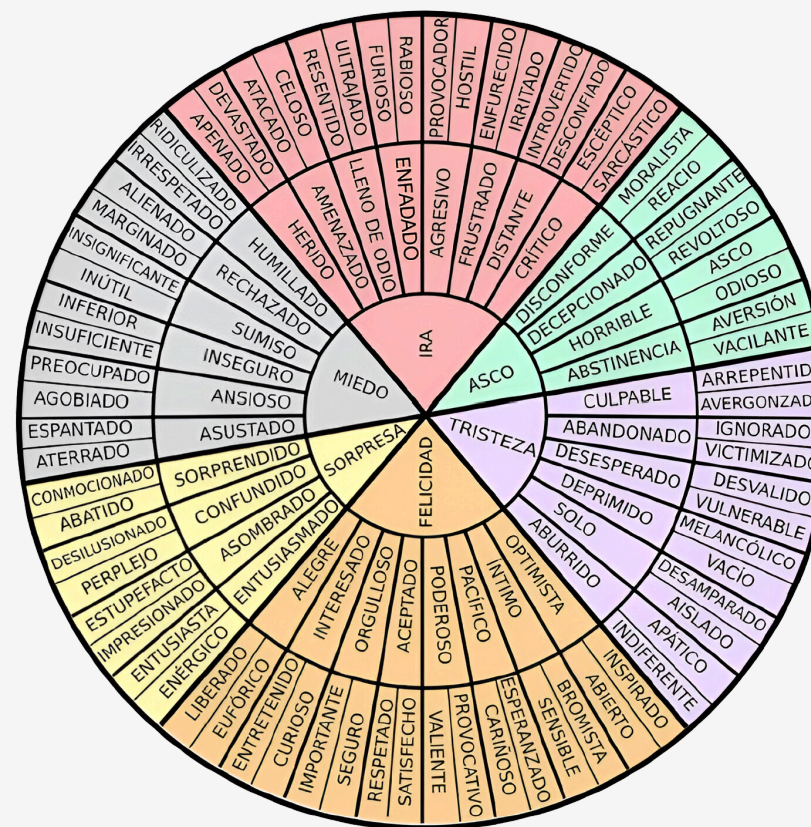 IRA
ASCO
TRISTEZA
FELICIDAD
SORPRESA
MIEDO
HERIDO
AMENAZADO
LLENO DE ODIO
ENFADADO
AGRESIVO
FRUSTRADO
DISTANTE
CRÍTICO
DISCONFORME
DECEPCIONADO
HORRIBLE
ABSTINENCIA
CULPABLE
ABANDONADO
DESESPERADO
DEPRIMIDO
SOLO
ABURRIDO
OPTIMISTA
INTIMO
PACÍFICO
PODEROSO
ACEPTADO
ORGULLOSO
INTERESADO
ALEGRE
ENTUSIASMADO
ASOMBRADO
CONFUNDIDO
SORPRENDIDO
ASUSTADO
ANSIOSO
INSEGURO
SUMISO
RECHAZADO
HUMILLADO
APENADO
DEVASTADO
ATACADO
CELOSO
RESENTIDO
ULTRAJADO
FURIOSO
RABIOSO
PROVOCADOR
HOSTIL
ENFURECIDO
IRRITADO
INTROVERTIDO
DESCONFIADO
ESCÉPTICO
SARCÁSTICO
MORALISTA
REACIO
REPUGNANTE
REVOLTOSO
ASCO
ODIOSO
AVERSIÓN
VACILANTE
ARREPENTID
AVERGONZAD
IGNORADO
VICTIMIZADO
DESVALIDO
VULNERABLE
MELANCÓLICO
VACÍO
DESAMPARADO
AISLADO
APÁTICO
INDIFERENTE
INSPIRADO
ABIERTO
BROMISTA
SENSIBLE
ESPERANZADO
CARIÑOSO
PROVOCATIVO
VALIENTE
SATISFECHO
RESPETADO
SEGURO
IMPORTANTE
CURIOSO
ENTRETENIDO
EUFÓRICO
LIBERADO
ENÉRGICO
ENTUSIASTA
IMPRESIONADO
ESTUPEFACTO
PERPLEJO
DESILUSIONADO
ABATIDO
CONMOCIONADO
ATERRADO
ESPANTADO
AGOBIADO
PREOCUPADO
INSUFICIENTE
INFERIOR
INÚTIL
INSIGNIFICANTE
MARGINADO
ALIENADO
IRRESPETADO
RIDICULIZADO